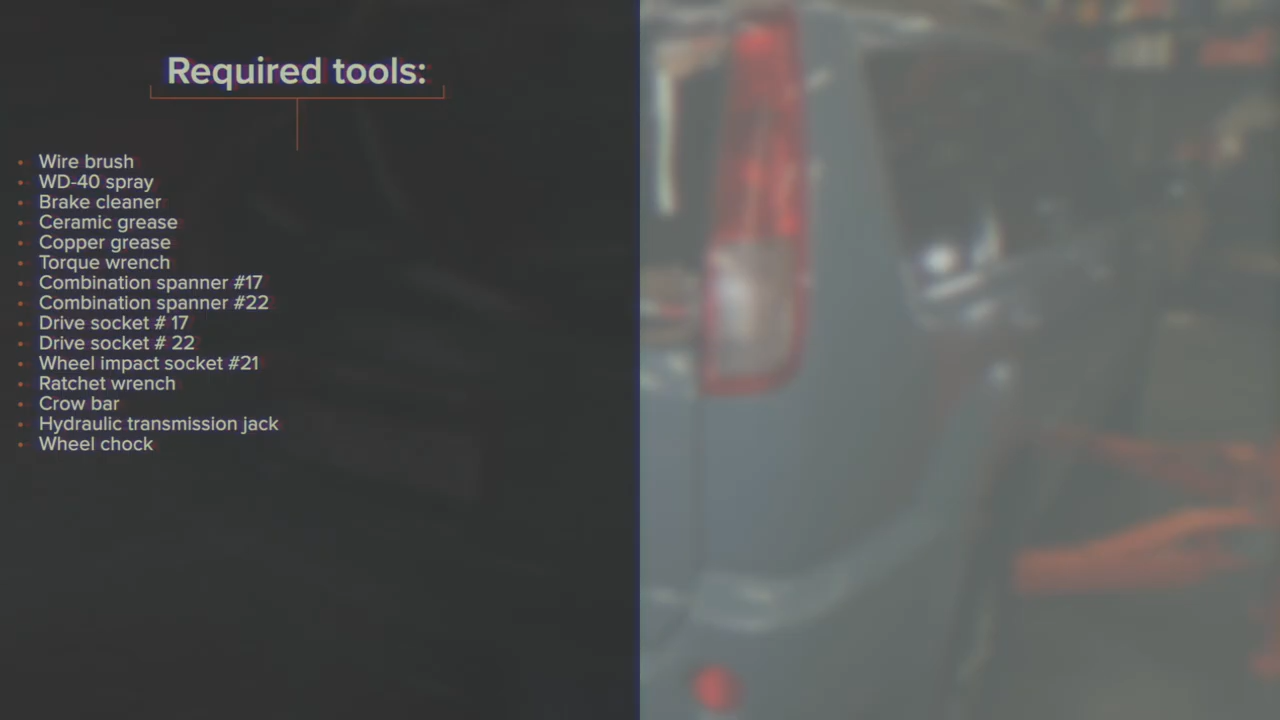 Required tools:
Wire brush
WD-40 spray
Brake cleaner
Ceramic grease
Copper grease
Torque wrench
Combination spanner #17
Combination spanner #22
Drive socket # 17
Drive socket # 22
Wheel impact socket #21
Ratchet wrench
Crow bar
Hydraulic transmission jack
Wheel chock